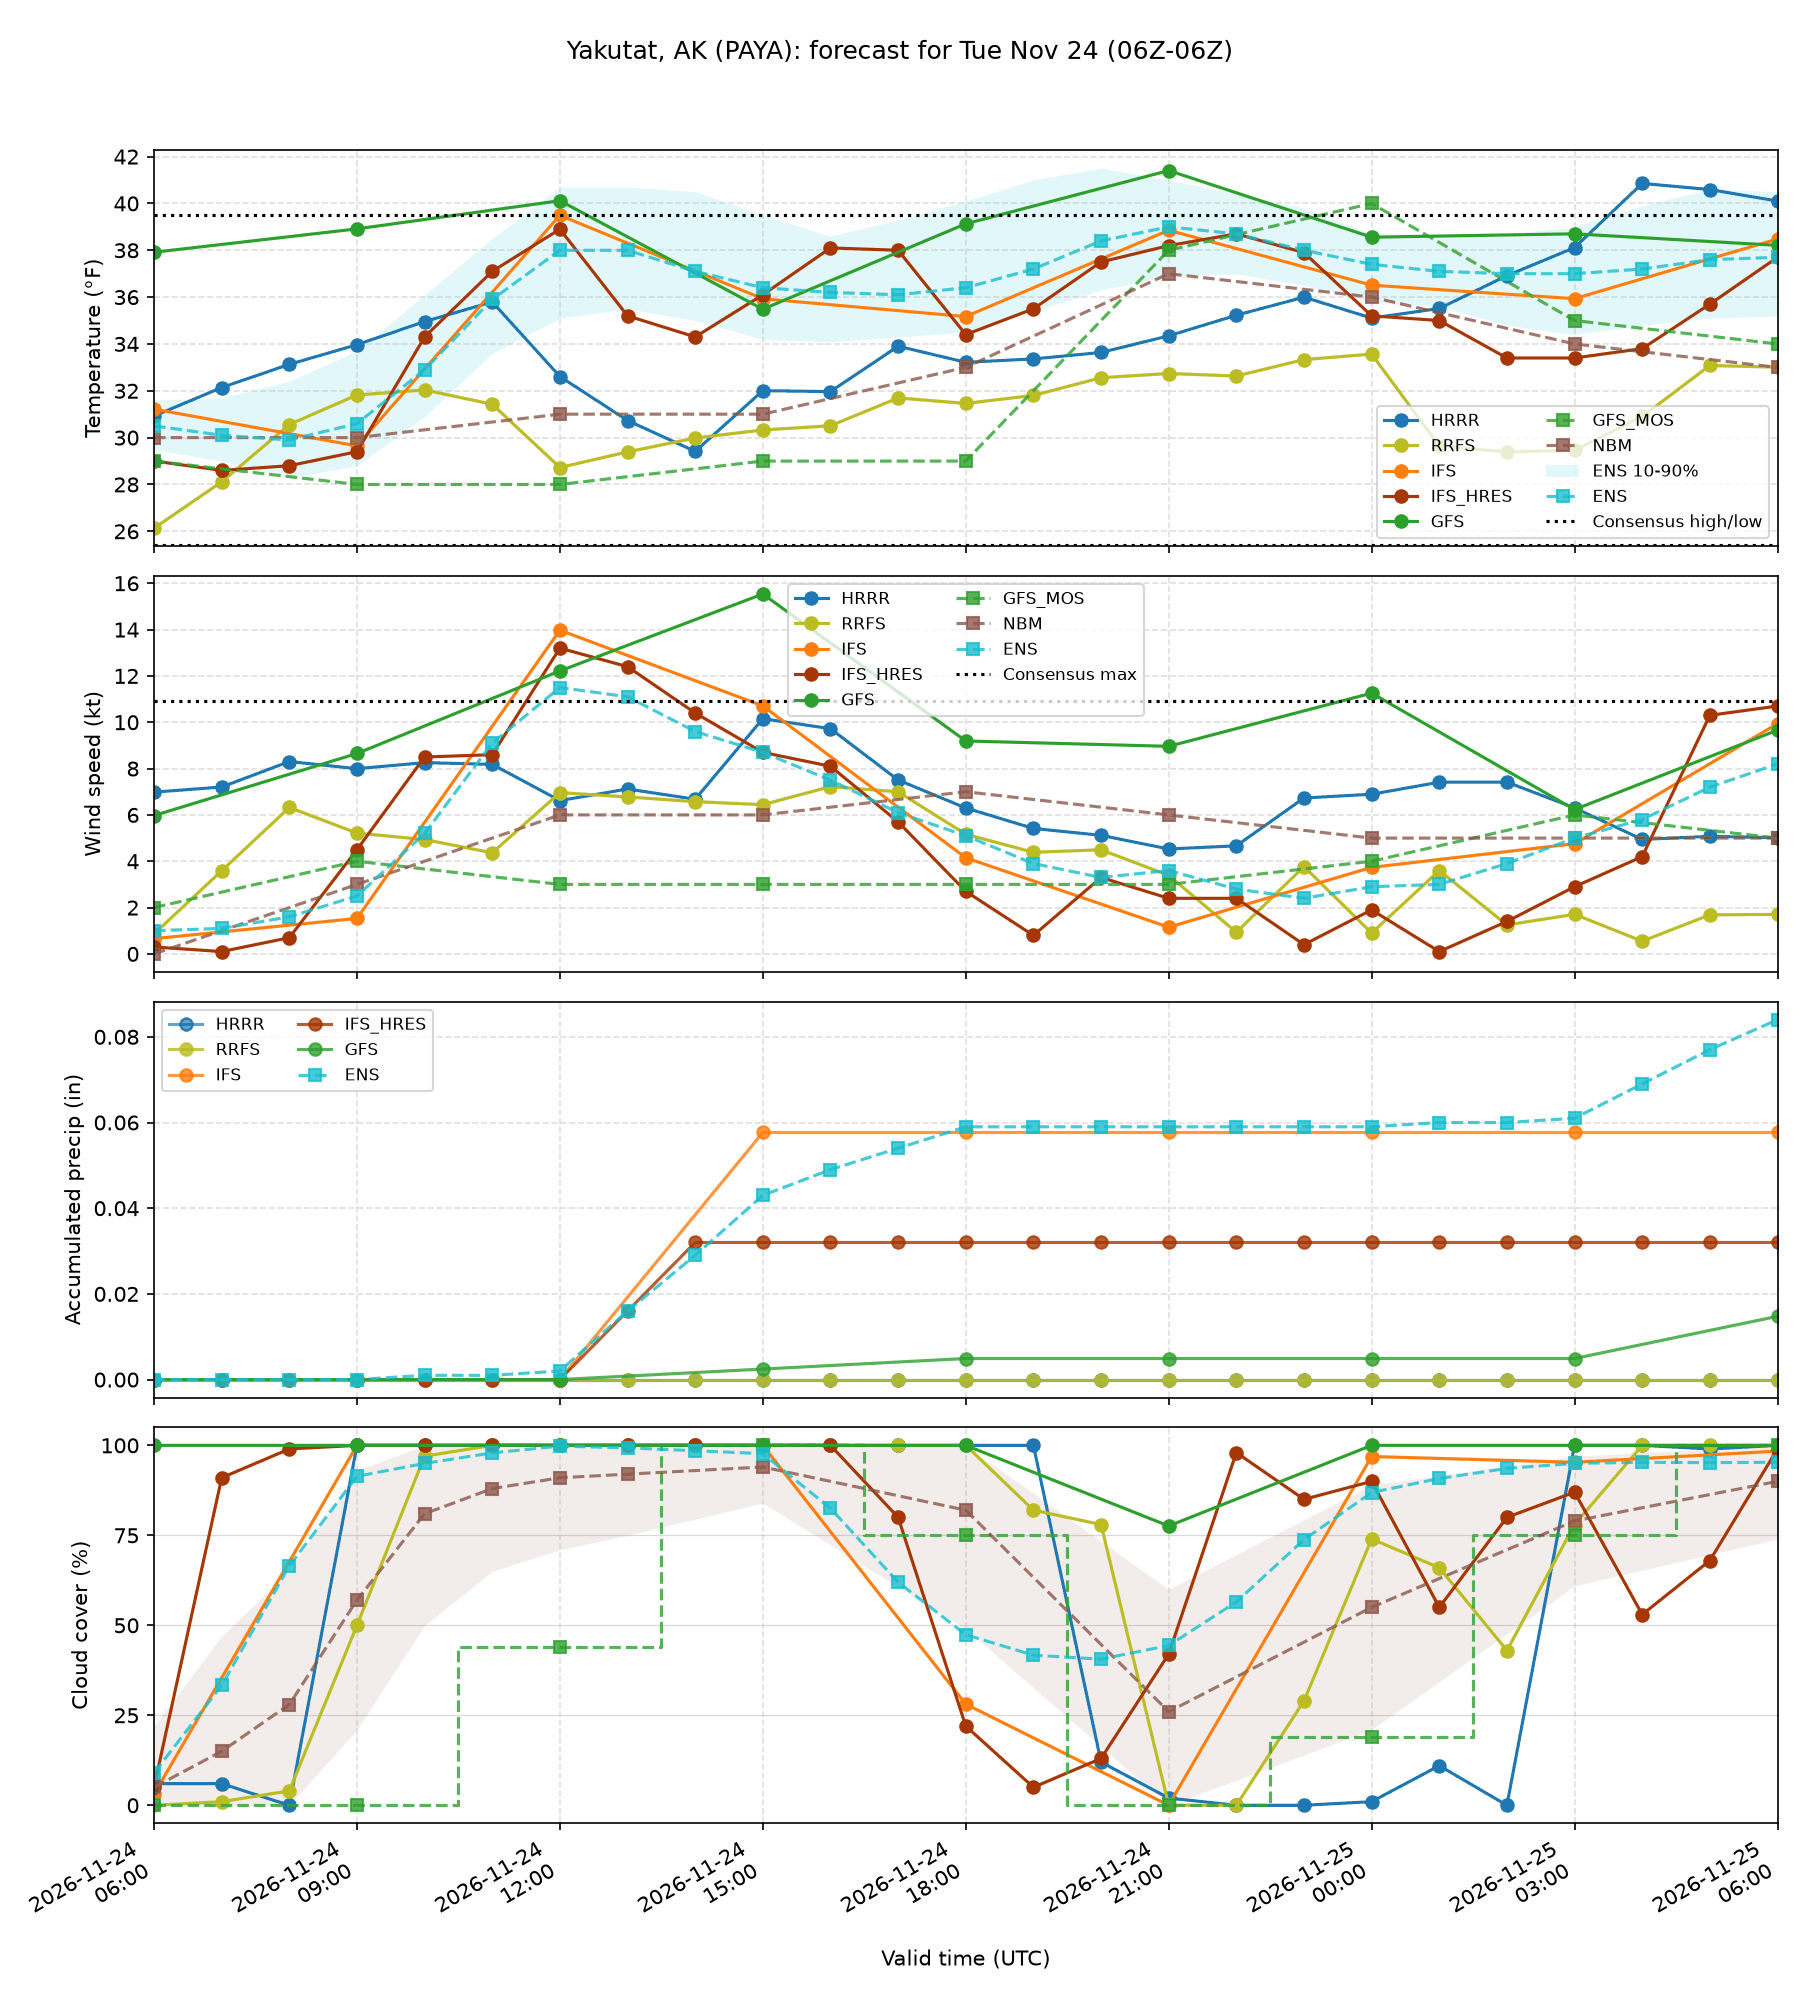 Yakutat, AK (PAYA): forecast for Tue Nov 24 (06Z-06Z)
Temperature (°F)
42
40
38
36
34
32
30
28
26
HRRR
RRFS
IFS
IFS_HRES
GFS
GFS_MOS
NBM
ENS 10-90%
ENS
Consensus high/low
Wind speed (kt)
16
14
12
10
8
6
4
2
0
HRRR
RRFS
IFS
IFS_HRES
GFS
GFS_MOS
NBM
ENS
Consensus max
Accumulated precip (in)
0.08
0.06
0.04
0.02
0.00
HRRR
RRFS
IFS
IFS_HRES
GFS
ENS
Cloud cover (%)
100
75
50
25
0
2026-11-24
06:00
2026-11-24
09:00
2026-11-24
12:00
2026-11-24
15:00
2026-11-24
18:00
2026-11-24
21:00
2026-11-25
00:00
2026-11-25
03:00
2026-11-25
06:00
Valid time (UTC)